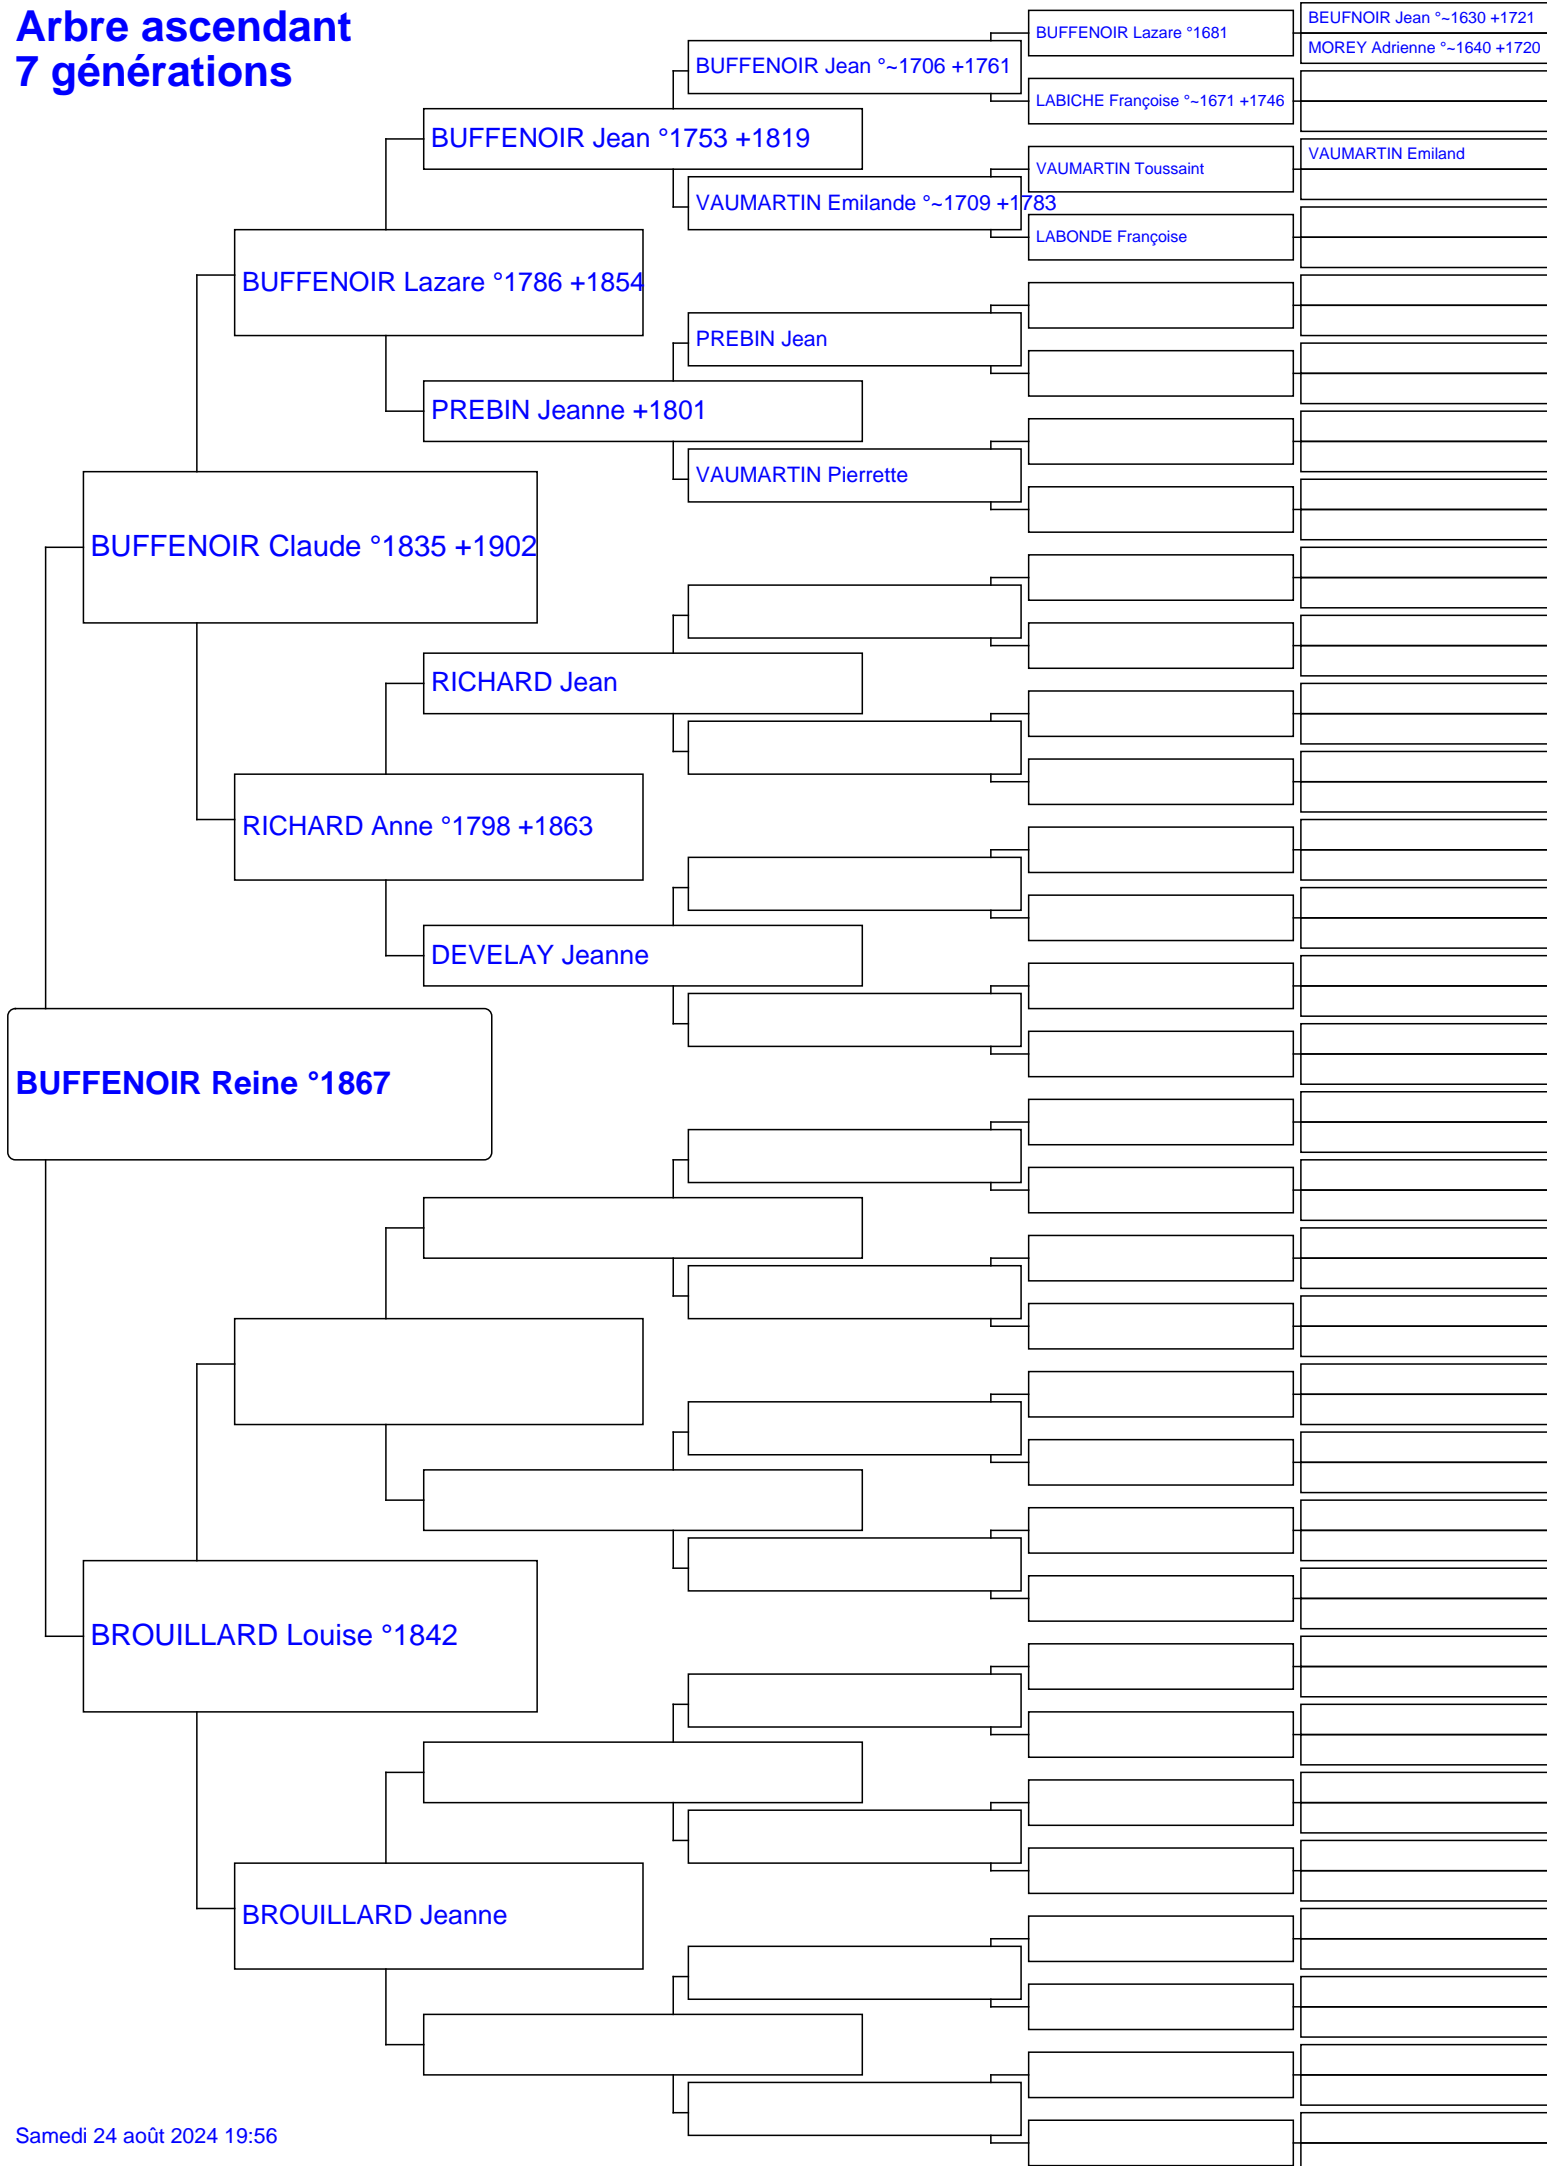 Arbre ascendant
7 générations
BUFFENOIR Reine °1867
BUFFENOIR Claude °1835 +1902
BROUILLARD Louise °1842
BUFFENOIR Lazare °1786 +1854
RICHARD Anne °1798 +1863
BROUILLARD Jeanne
BUFFENOIR Jean °1753 +1819
PREBIN Jeanne +1801
RICHARD Jean
DEVELAY Jeanne
BUFFENOIR Jean °~1706 +1761
VAUMARTIN Emilande °~1709 +1783
PREBIN Jean
VAUMARTIN Pierrette
BUFFENOIR Lazare °1681
LABICHE Françoise °~1671 +1746
VAUMARTIN Toussaint
LABONDE Françoise
BEUFNOIR Jean °~1630 +1721
MOREY Adrienne °~1640 +1720
VAUMARTIN Emiland
Samedi 24 août 2024 19:56